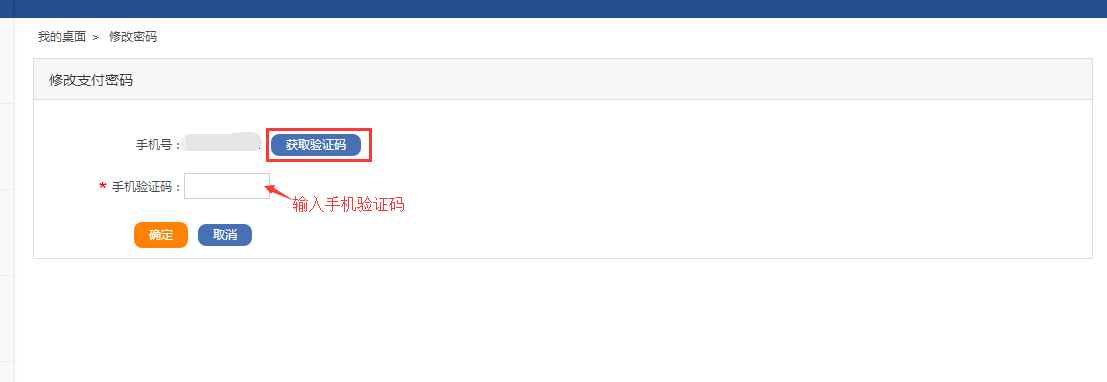 我的桌面 > 修改密码
修改支付密码
手机号： 获取验证码
* 手机验证码：
输入手机验证码
确定 取消